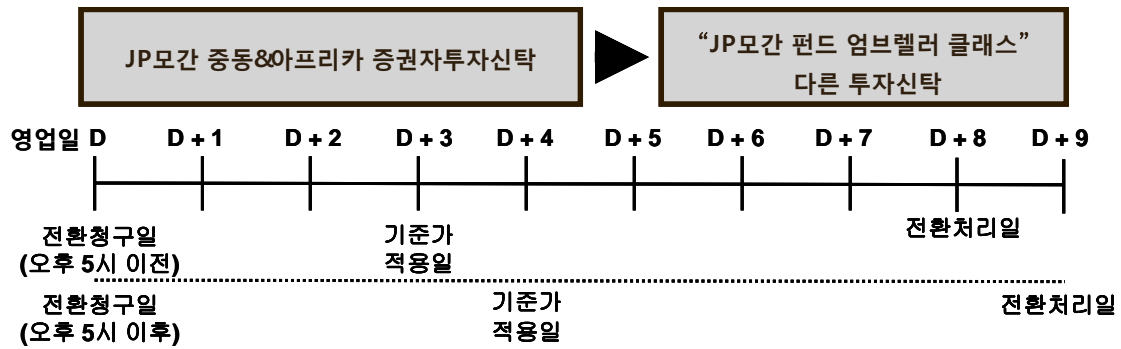 JP모간 중동&아프리카 증권자투자신탁
“JP모간 펀드 엄브렐러 클래스”
다른 투자신탁
영업일 D D + 1 D + 2 D + 3 D + 4 D + 5 D + 6 D + 7 D + 8 D + 9
전환청구일
(오후 5시 이전)
기준가
적용일
전환처리일
전환청구일
(오후 5시 이후)
기준가
적용일
전환처리일